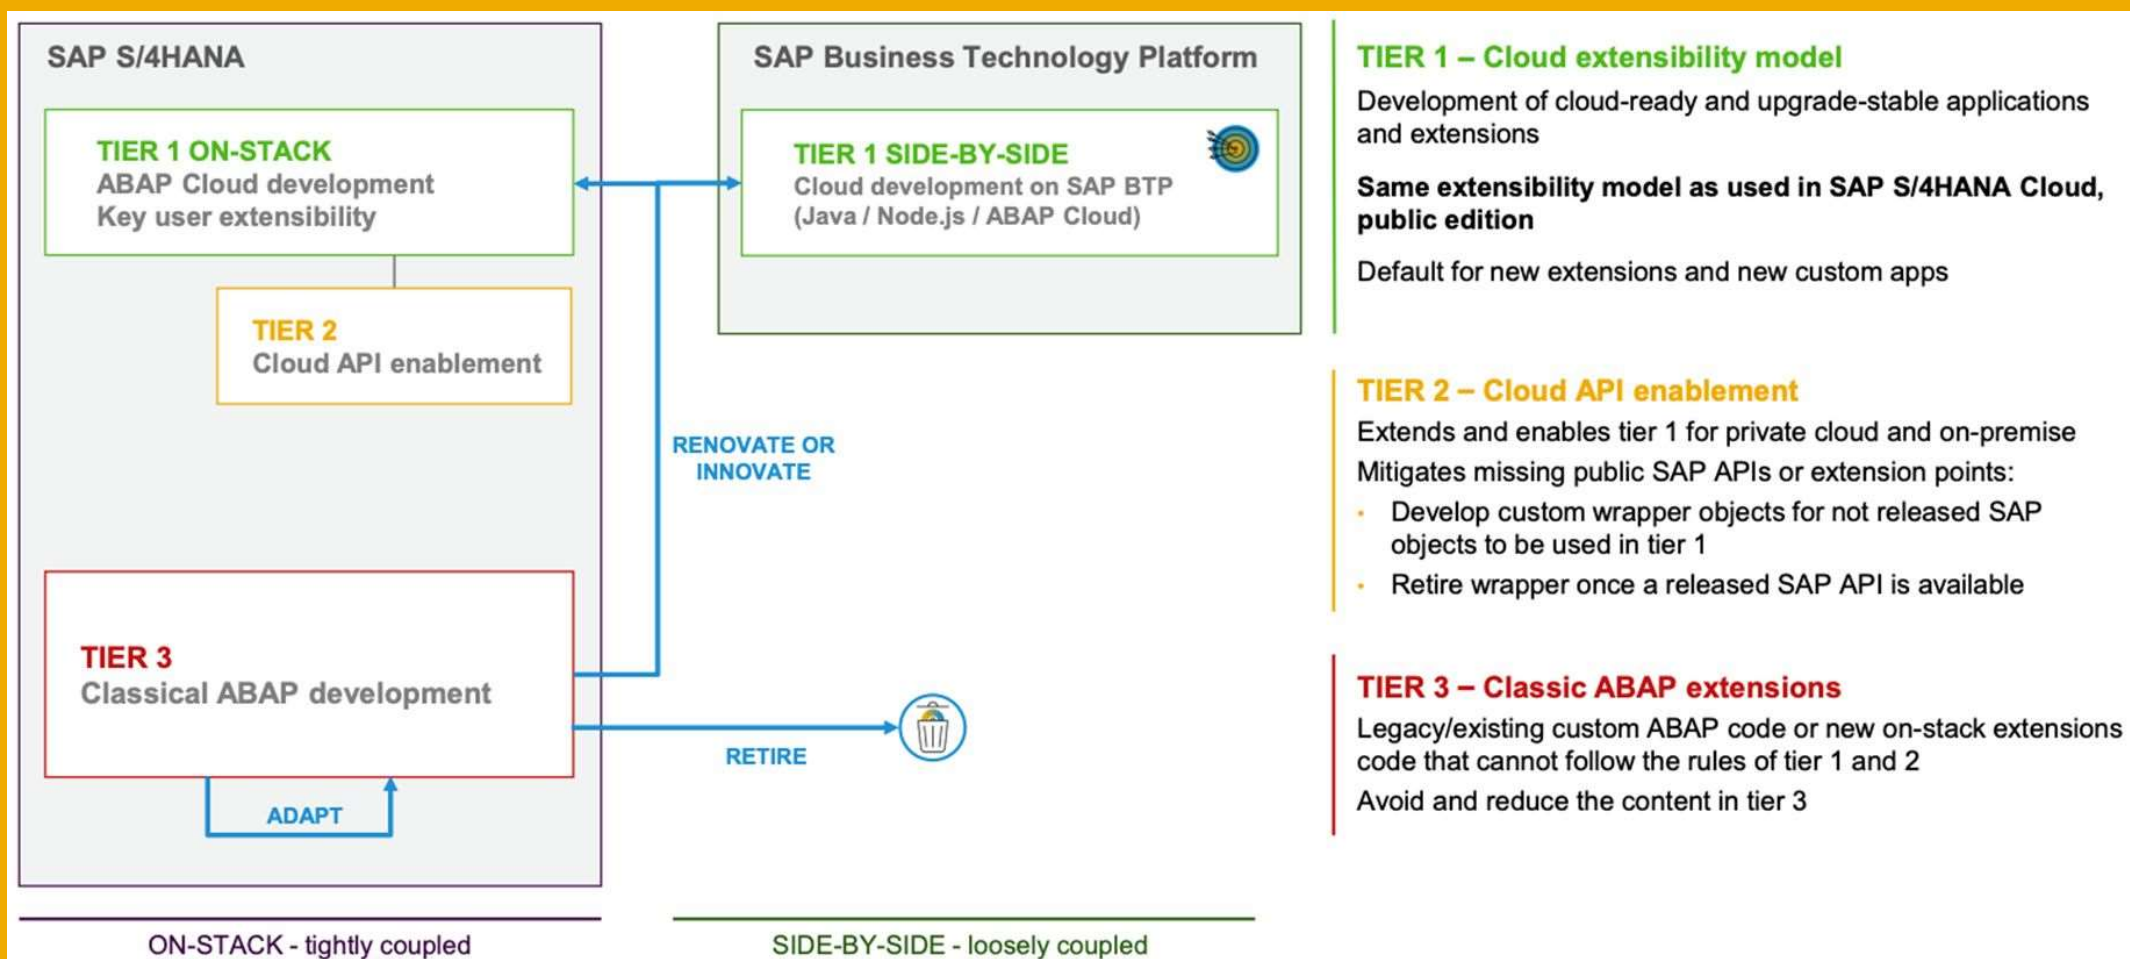 SAP S/4HANA
TIER 1 ON-STACK
ABAP Cloud development
Key user extensibility
TIER 2
Cloud API enablement
TIER 3
Classical ABAP development
ADAPT
RENOVATE OR
INNOVATE
RETIRE
SAP Business Technology Platform
TIER 1 SIDE-BY-SIDE
Cloud development on SAP BTP
(Java / Node.js / ABAP Cloud)
ON-STACK - tightly coupled
SIDE-BY-SIDE - loosely coupled
TIER 1 – Cloud extensibility model
Development of cloud-ready and upgrade-stable applications
and extensions
Same extensibility model as used in SAP S/4HANA Cloud,
public edition
Default for new extensions and new custom apps
TIER 2 – Cloud API enablement
Extends and enables tier 1 for private cloud and on-premise
Mitigates missing public SAP APIs or extension points:
• Develop custom wrapper objects for not released SAP
objects to be used in tier 1
• Retire wrapper once a released SAP API is available
TIER 3 – Classic ABAP extensions
Legacy/existing custom ABAP code or new on-stack extensions
code that cannot follow the rules of tier 1 and 2
Avoid and reduce the content in tier 3